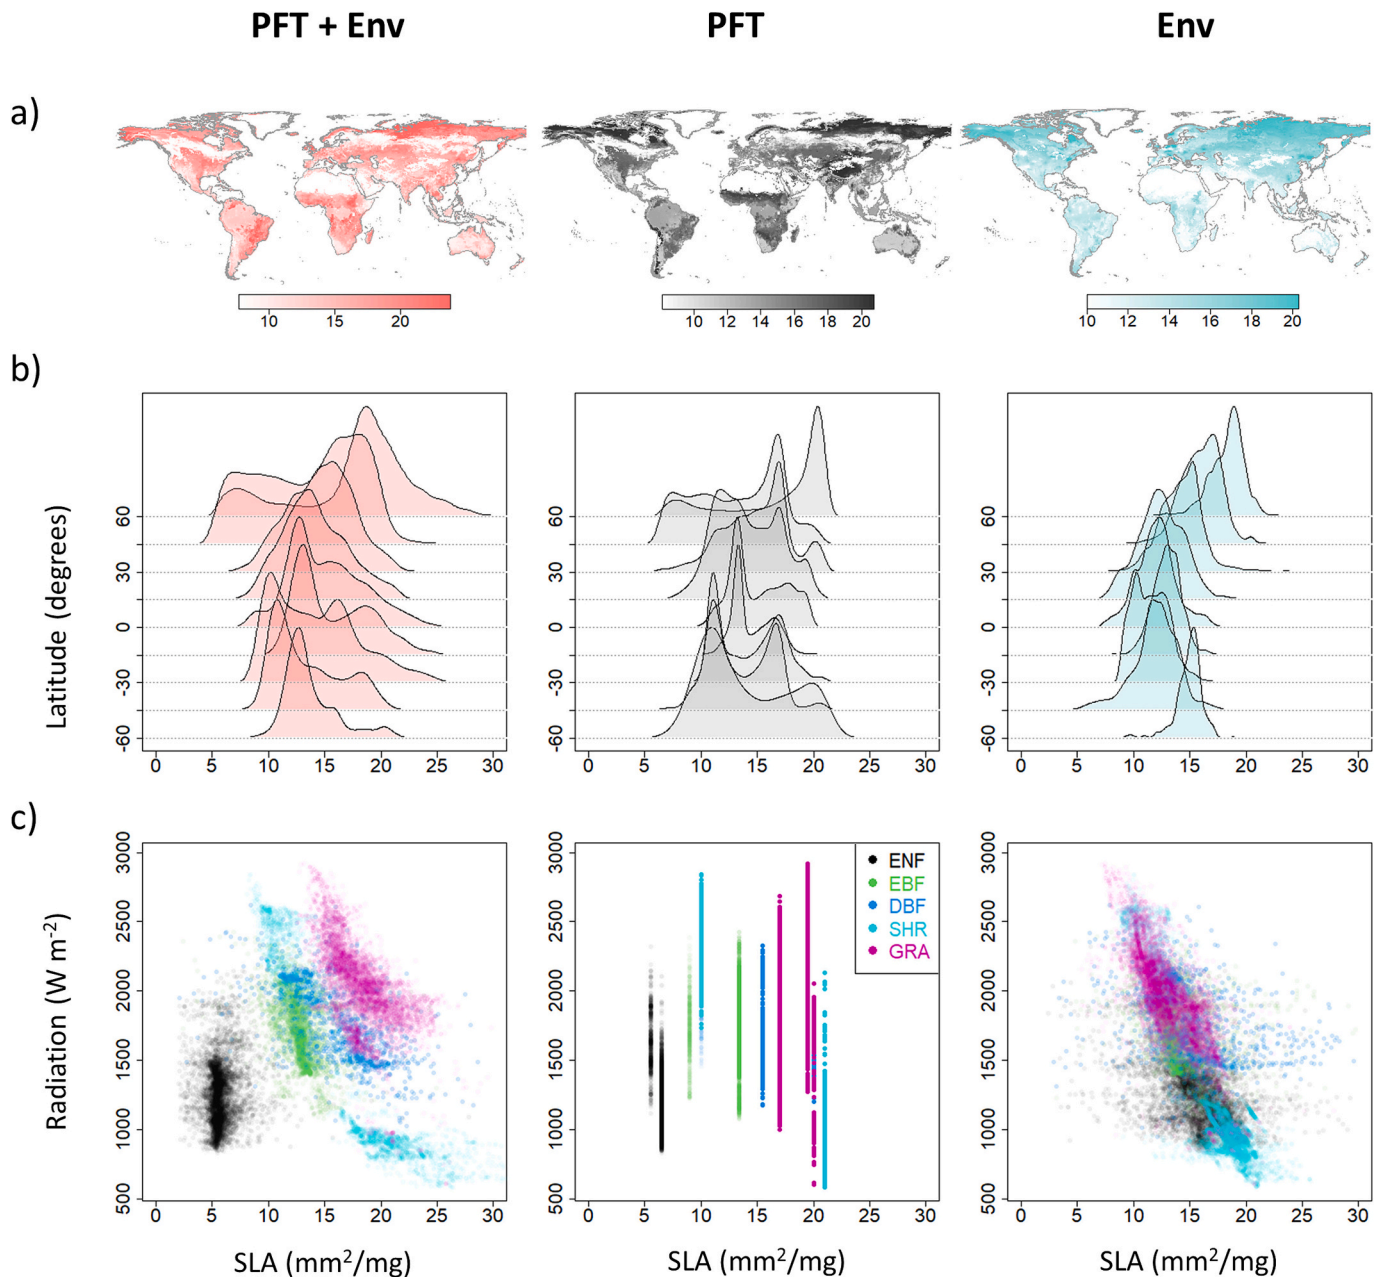 PFT + Env PFT Env
a)
10 15 20 10 12 14 16 18 20 10 12 14 16 18 20
b)
Latitude (degrees)
60 60 60
30 30 30
0 0 0
-30 -30 -30
-60 -60 -60
0 5 10 15 20 25 30 0 5 10 15 20 25 30 0 5 10 15 20 25 30
c)
Radiation (W m-2)
3000 3000 3000
2500 2500 2500
2000 2000 2000
1500 1500 1500
1000 1000 1000
500 500 500
ENF
EBF
DBF
SHR
GRA
0 5 10 15 20 25 30 0 5 10 15 20 25 30 0 5 10 15 20 25 30
SLA (mm²/mg) SLA (mm²/mg) SLA (mm²/mg)